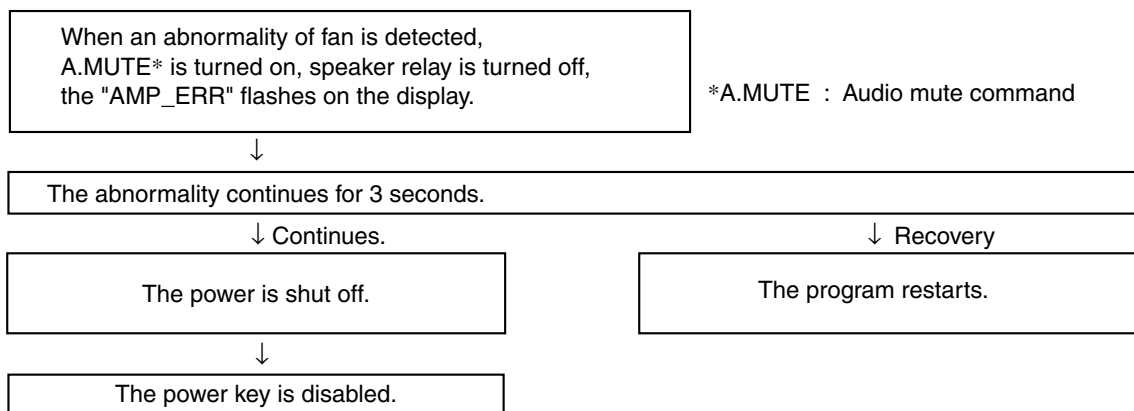 When an abnormality of fan is detected,
A.MUTE* is turned on, speaker relay is turned off,
the "AMP_ERR" flashes on the display.
*A.MUTE : Audio mute command
↓
The abnormality continues for 3 seconds.
↓ Continues.
↓ Recovery
The power is shut off.
The program restarts.
↓
The power key is disabled.